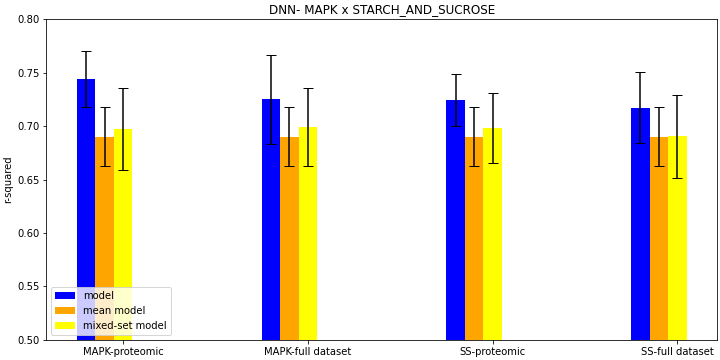 DNN- MAPK x STARCH_AND_SUCROSE
0.80
0.75
0.70
0.65
0.60
0.55
0.50
r-squared
model
mean model
mixed-set model
MAPK-proteomic MAPK-full dataset SS-proteomic SS-full dataset